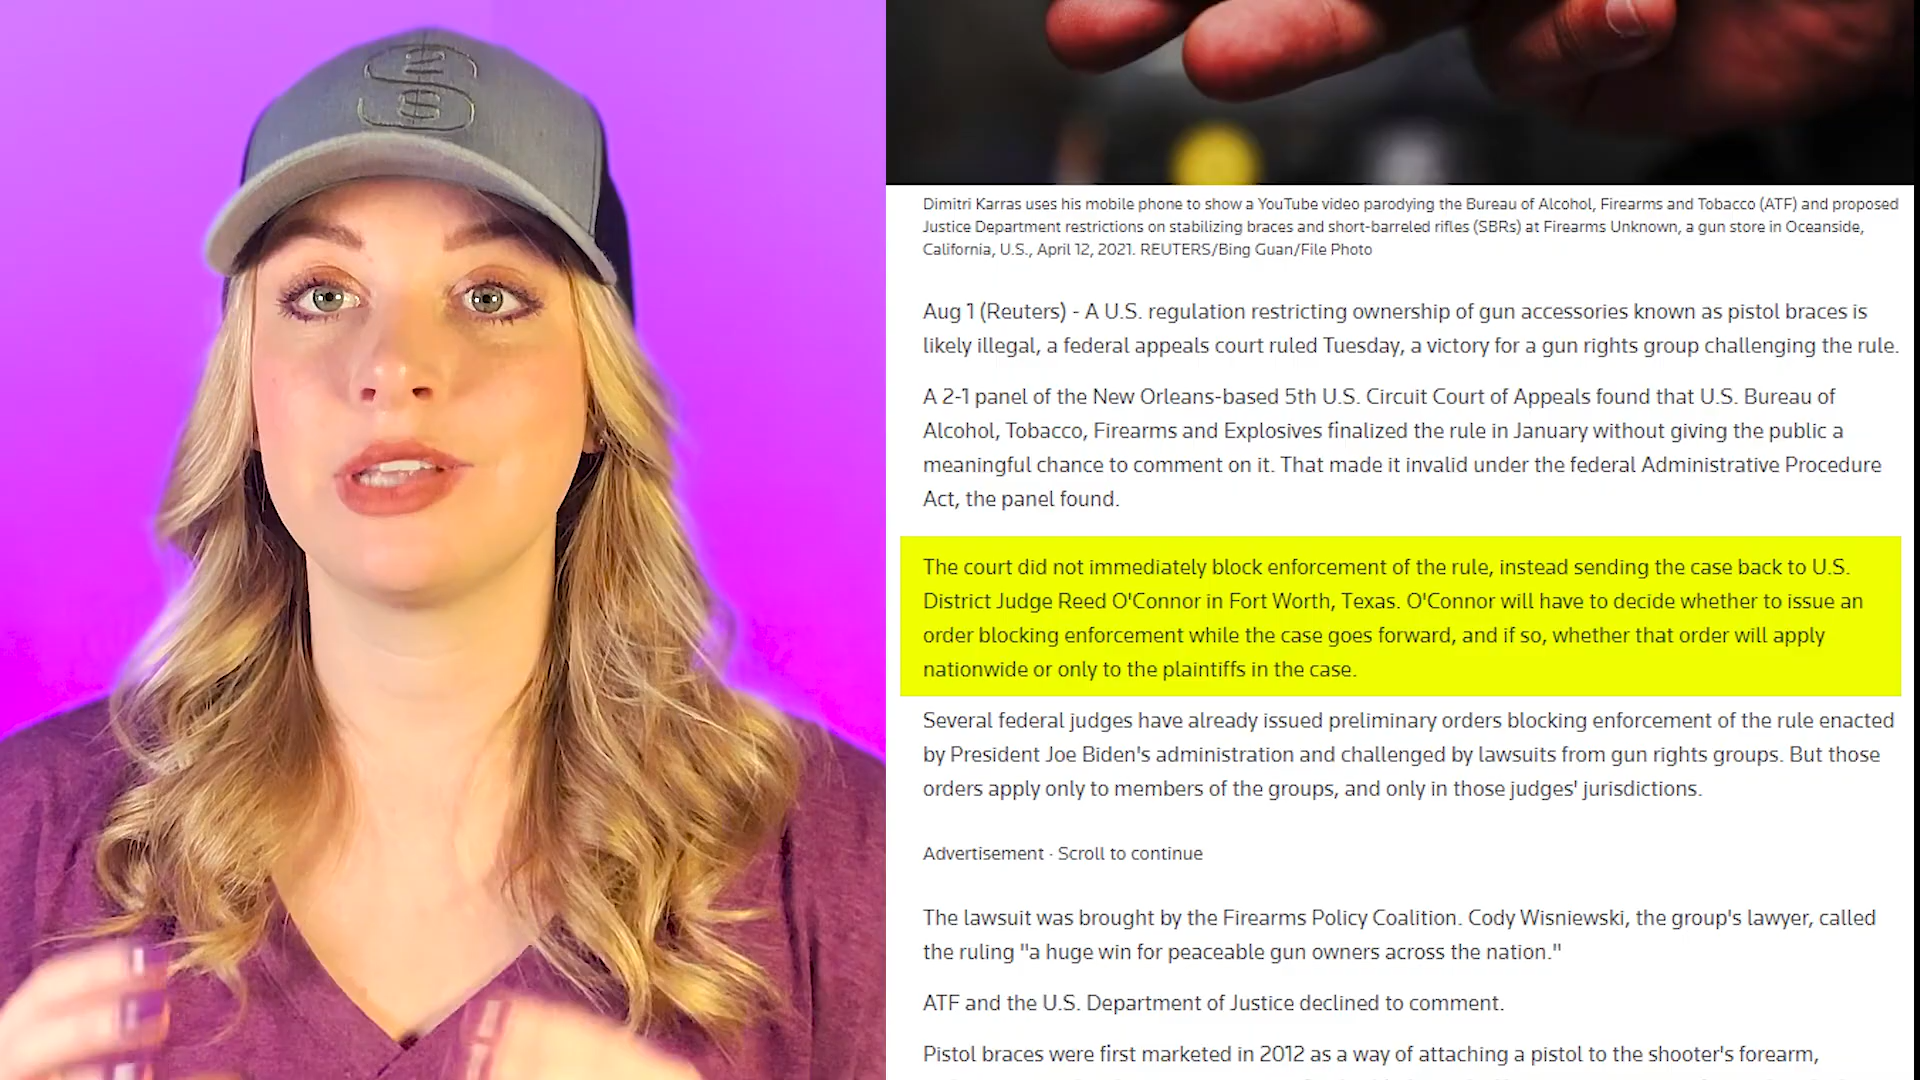 Dimitri Karras uses his mobile phone to show a YouTube video parodying the Bureau of Alcohol, Firearms and Tobacco (ATF) and proposed
Justice Department restrictions on stabilizing braces and short-barreled rifles (SBRs) at Firearms Unknown, a gun store in Oceanside,
California, U.S., April 12, 2021. REUTERS/Bing Guan/File Photo
Aug 1 (Reuters) - A U.S. regulation restricting ownership of gun accessories known as pistol braces is
likely illegal, a federal appeals court ruled Tuesday, a victory for a gun rights group challenging the rule.
A 2-1 panel of the New Orleans-based 5th U.S. Circuit Court of Appeals found that U.S. Bureau of
Alcohol, Tobacco, Firearms and Explosives finalized the rule in January without giving the public a
meaningful chance to comment on it. That made it invalid under the federal Administrative Procedure
Act, the panel found.
The court did not immediately block enforcement of the rule, instead sending the case back to U.S.
District Judge Reed O'Connor in Fort Worth, Texas. O'Connor will have to decide whether to issue an
order blocking enforcement while the case goes forward, and if so, whether that order will apply
nationwide or only to the plaintiffs in the case.
Several federal judges have already issued preliminary orders blocking enforcement of the rule enacted
by President Joe Biden's administration and challenged by lawsuits from gun rights groups. But those
orders apply only to members of the groups, and only in those judges' jurisdictions.
Advertisement · Scroll to continue
The lawsuit was brought by the Firearms Policy Coalition. Cody Wisniewski, the group's lawyer, called
the ruling "a huge win for peaceable gun owners across the nation."
ATF and the U.S. Department of Justice declined to comment.
Pistol braces were first marketed in 2012 as a way of attaching a pistol to the shooter's forearm,